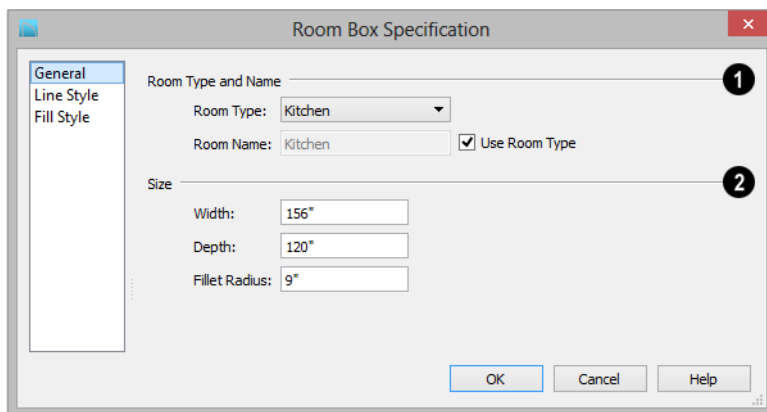 Room Box Specification
General
Line Style
Fill Style
Room Type and Name
1
Room Type: Kitchen
Room Name: Kitchen Use Room Type
Size
2
Width: 156"
Depth: 120"
Fillet Radius: 9"
OK Cancel Help